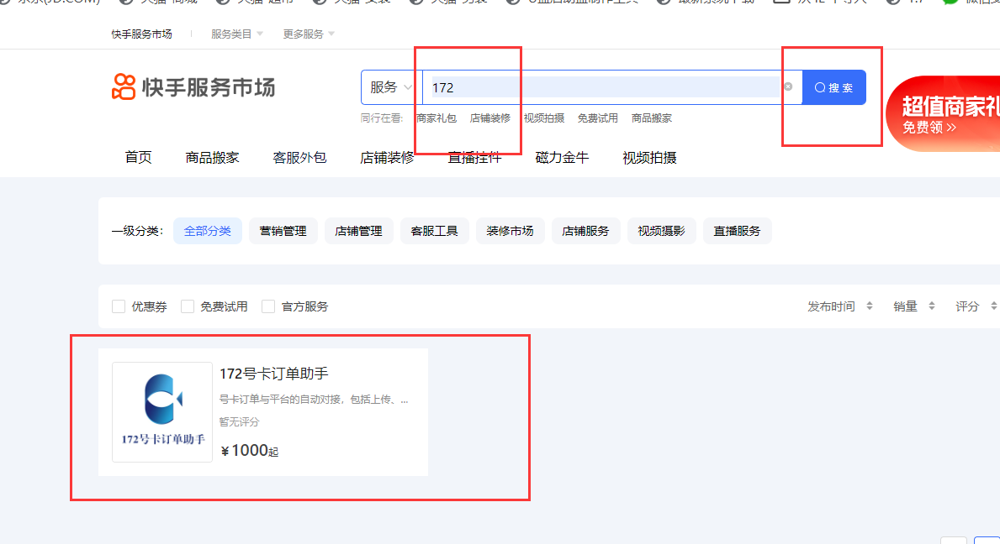 快手服务市场 服务类目 更多服务
快手服务市场
服务 172 搜索
同行在看: 商家礼包 店铺装修 视频拍摄 免费试用 商品搬家
超值商家礼
免费领 >>
首页 商品搬家 客服外包 店铺装修 直播挂件 磁力金牛 视频拍摄
一级分类: 全部分类 营销管理 店铺管理 客服工具 装修市场 店铺服务 视频摄影 直播服务
优惠券 免费试用 官方服务 发布时间 销量 评分
172号卡订单助手
号卡订单与平台的自动对接，包括上传、...
暂无评分
¥1000起
172号卡订单助手